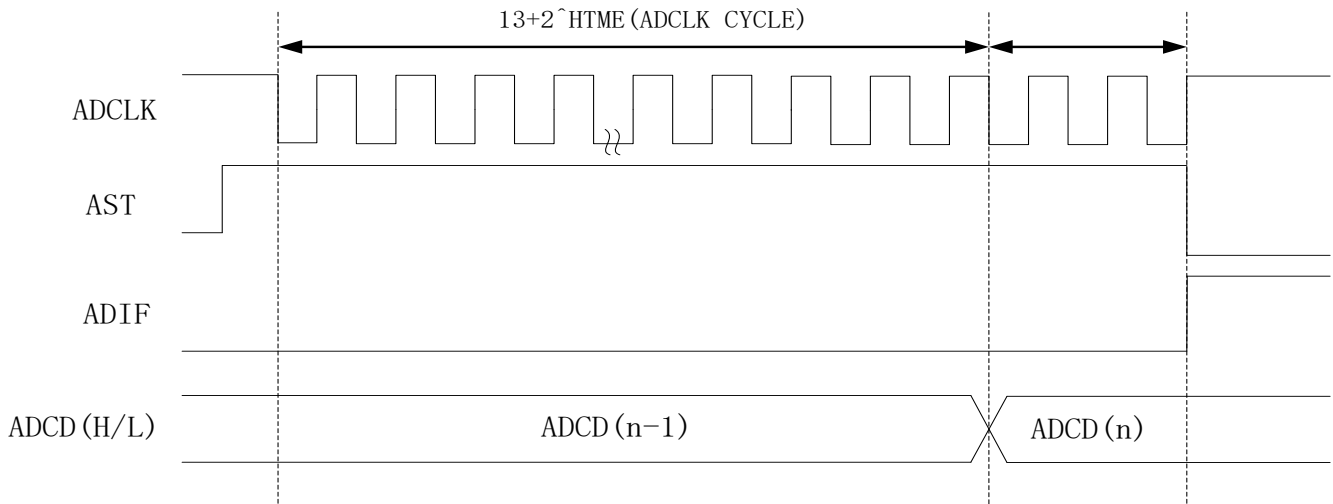 13+2^HTME(ADCLK CYCLE)
ADCLK
AST
ADIF
ADCD(H/L)
ADCD(n-1)
ADCD(n)